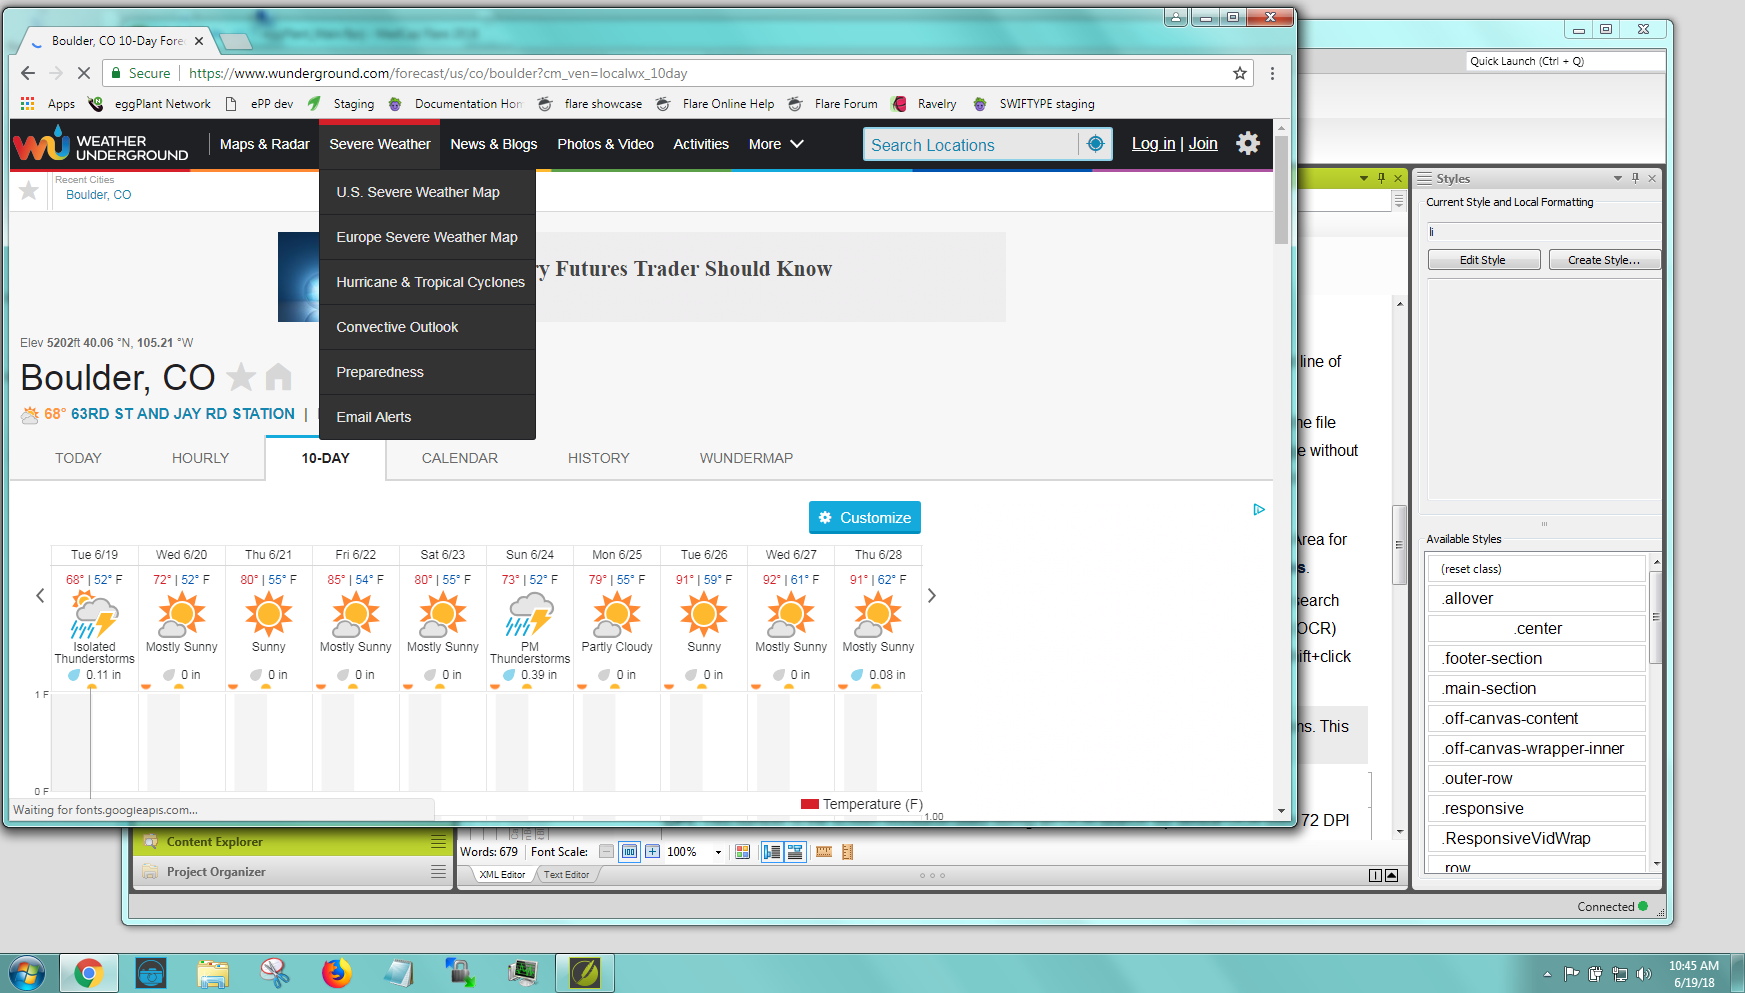 Boulder, CO 10-Day Fore
Secure
https://www.wunderground.com/forecast/us/co/boulder?cm_ven=localwx_10day
Apps
eggPlant Network
ePP dev
Staging
Documentation Hom
flare showcase
Flare Online Help
Flare Forum
Ravelry
SWIFTYPE staging
WEATHER
UNDERGROUND
Maps & Radar
Severe Weather
News & Blogs
Photos & Video
Activities
More
Search Locations
Log in | Join
Recent Cities
Boulder, CO
U.S. Severe Weather Map
Europe Severe Weather Map
Hurricane & Tropical Cyclones
Convective Outlook
Preparedness
Email Alerts
ry Futures Trader Should Know
Elev 5202ft 40.06 °N, 105.21 °W
Boulder, CO
68° 63RD ST AND JAY RD STATION |
TODAY
HOURLY
10-DAY
CALENDAR
HISTORY
WUNDERMAP
Customize
Tue 6/19
Wed 6/20
Thu 6/21
Fri 6/22
Sat 6/23
Sun 6/24
Mon 6/25
Tue 6/26
Wed 6/27
Thu 6/28
68° | 52° F
72° | 52° F
80° | 55° F
85° | 54° F
80° | 55° F
73° | 52° F
79° | 55° F
91° | 59° F
92° | 61° F
91° | 62° F
Isolated Thunderstorms
Mostly Sunny
Sunny
Mostly Sunny
Mostly Sunny
PM Thunderstorms
Partly Cloudy
Sunny
Mostly Sunny
Mostly Sunny
0.11 in
0 in
0 in
0 in
0 in
0.39 in
0 in
0 in
0 in
0.08 in
1 F
0 F
Temperature (F)
1.00
Waiting for fonts.googleapis.com...
Quick Launch (Ctrl + Q)
Styles
Current Style and Local Formatting
li
Edit Style
Create Style...
line of
file
e without
Area for
s.
search
OCR)
ift+click
ns. This
72 DPI
Available Styles
(reset class)
.allover
.center
.footer-section
.main-section
.off-canvas-content
.off-canvas-wrapper-inner
.outer-row
.responsive
.ResponsiveVidWrap
.row
Content Explorer
Project Organizer
Words: 679
Font Scale:
100%
XML Editor
Text Editor
Connected
10:45 AM
6/19/18